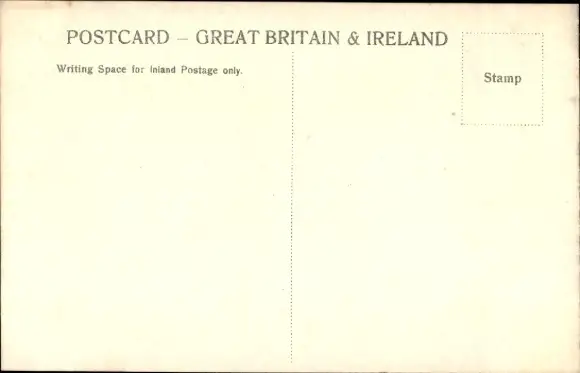 POSTCARD – GREAT BRITAIN & IRELAND
Writing Space for Inland Postage only.
Stamp